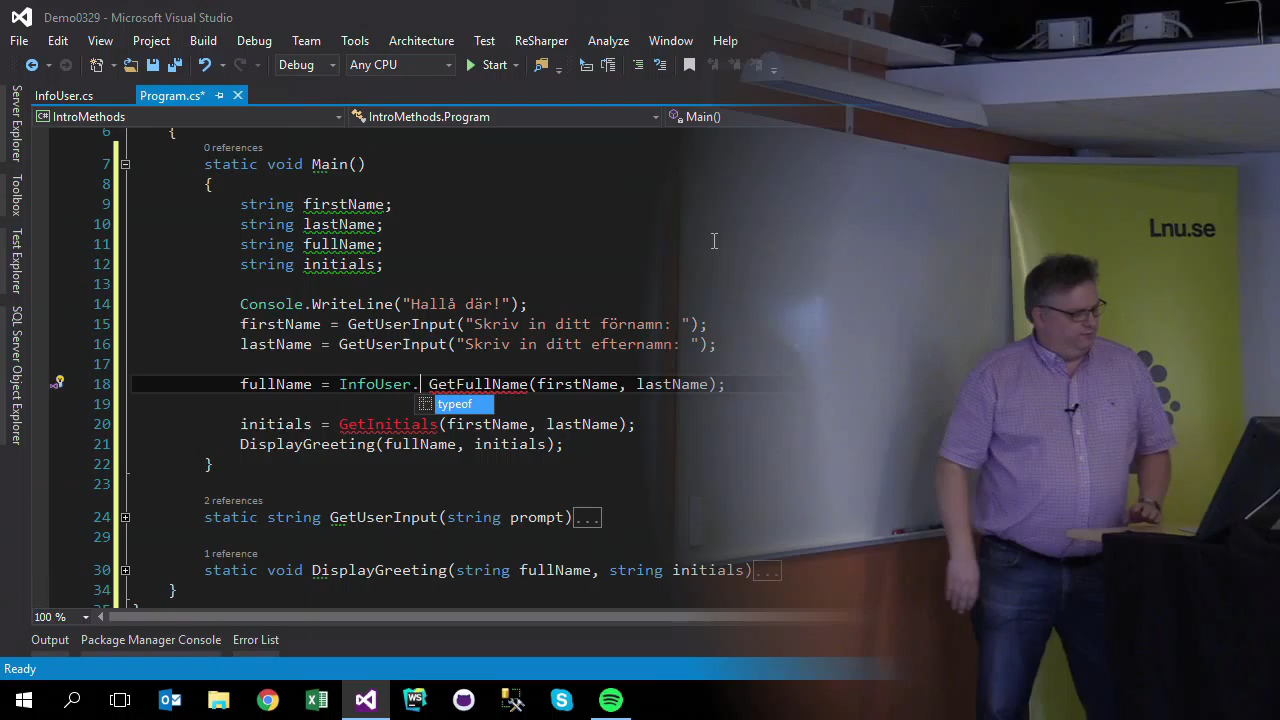 Demo0329 - Microsoft Visual Studio
File Edit View Project Build Debug Team Tools Architecture Test ReSharper Analyze Window Help
Debug Any CPU Start
InfoUser.cs Program.cs*
IntroMethods IntroMethods.Program Main()
Server Explorer
Toolbox
Test Explorer
SQL Server Object Explorer
6 {
0 references
7 static void Main()
8 {
9 string firstName;
10 string lastName;
11 string fullName;
12 string initials;
13
14 Console.WriteLine("Hallå där!");
15 firstName = GetUserInput("Skriv in ditt förnamn: ");
16 lastName = GetUserInput("Skriv in ditt efternamn: ");
17
18 fullName = InfoUser. GetFullName(firstName, lastName);
typeof
19
20 initials = GetInitials(firstName, lastName);
21 DisplayGreeting(fullName, initials);
22 }
23
2 references
24 static string GetUserInput(string prompt)...
29
1 reference
30 static void DisplayGreeting(string fullName, string initials)...
34 }
35 }
100 %
Output Package Manager Console Error List
Ready
Lnu.se